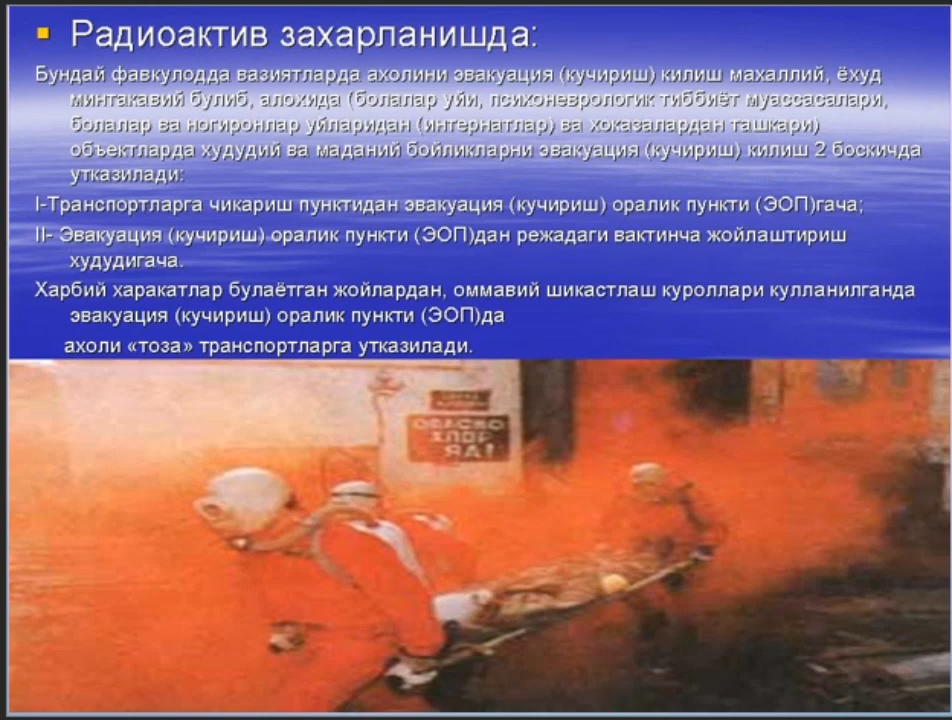 Радиоактив захарланишда:
Бундай фавкулодда вазиятларда ахолини эвакуация (кучириш) килиш махаллий, ёхуд
минтакавий булиб, алохида (болалар уйи, психоневрологик тиббиёт муассасалари,
болалар ва ногиронлар уйларидан (интернатлар) ва хоказалардан ташкари)
объектларда худудий ва маданий бойликларни эвакуация (кучириш) килиш 2 боскичда
утказилади:
I-Транспортларга чикариш пунктидан эвакуация (кучириш) оралик пункти (ЭОП)гача;
II- Эвакуация (кучириш) оралик пункти (ЭОП)дан режадаги вактинча жойлаштириш
худудигача.
Харбий харакатлар булаётган жойлардан, оммавий шикастлаш куроллари кулланилганда
эвакуация (кучириш) оралик пункти (ЭОП)да
ахоли «тоза» транспортларга утказилади.
ОПАСНО
ХЛОР
ЯД!